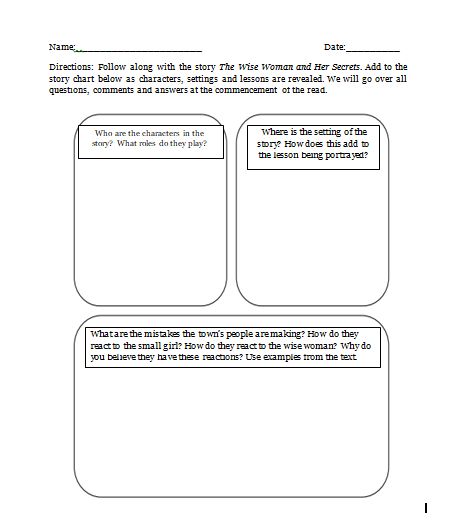 Name:__________________________ Date:___________
Directions: Follow along with the story The Wise Woman and Her Secrets. Add to the
story chart below as characters, settings and lessons are revealed. We will go over all
questions, comments and answers at the commencement of the read.
Who are the characters in the
story? What roles do they play?
Where is the setting of the
story? How does this add to
the lesson being portrayed?
What are the mistakes the town's people are making? How do they
react to the small girl? How do they react to the wise woman? Why do
you believe they have these reactions? Use examples from the text.